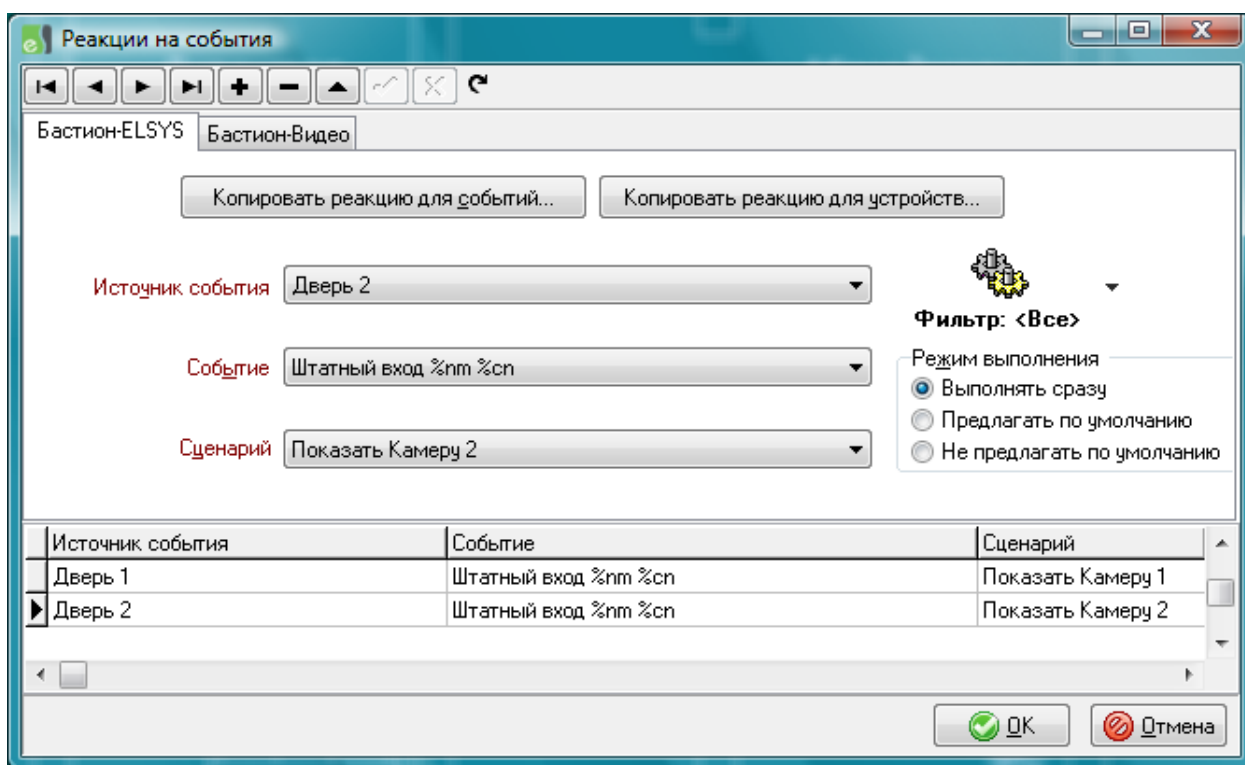 Реакции на события
Бастион-ELSYS Бастион-Видео
Копировать реакцию для событий... Копировать реакцию для устройств...
Источник события Дверь 2
Фильтр: <Все>
Событие Штатный вход %nm %cn
Режим выполнения
Выполнять сразу
Предлагать по умолчанию
Сценарий Показать Камеру 2
Не предлагать по умолчанию
Источник события Событие Сценарий
Дверь 1 Штатный вход %nm %cn Показать Камеру 1
Дверь 2 Штатный вход %nm %cn Показать Камеру 2
OK Отмена